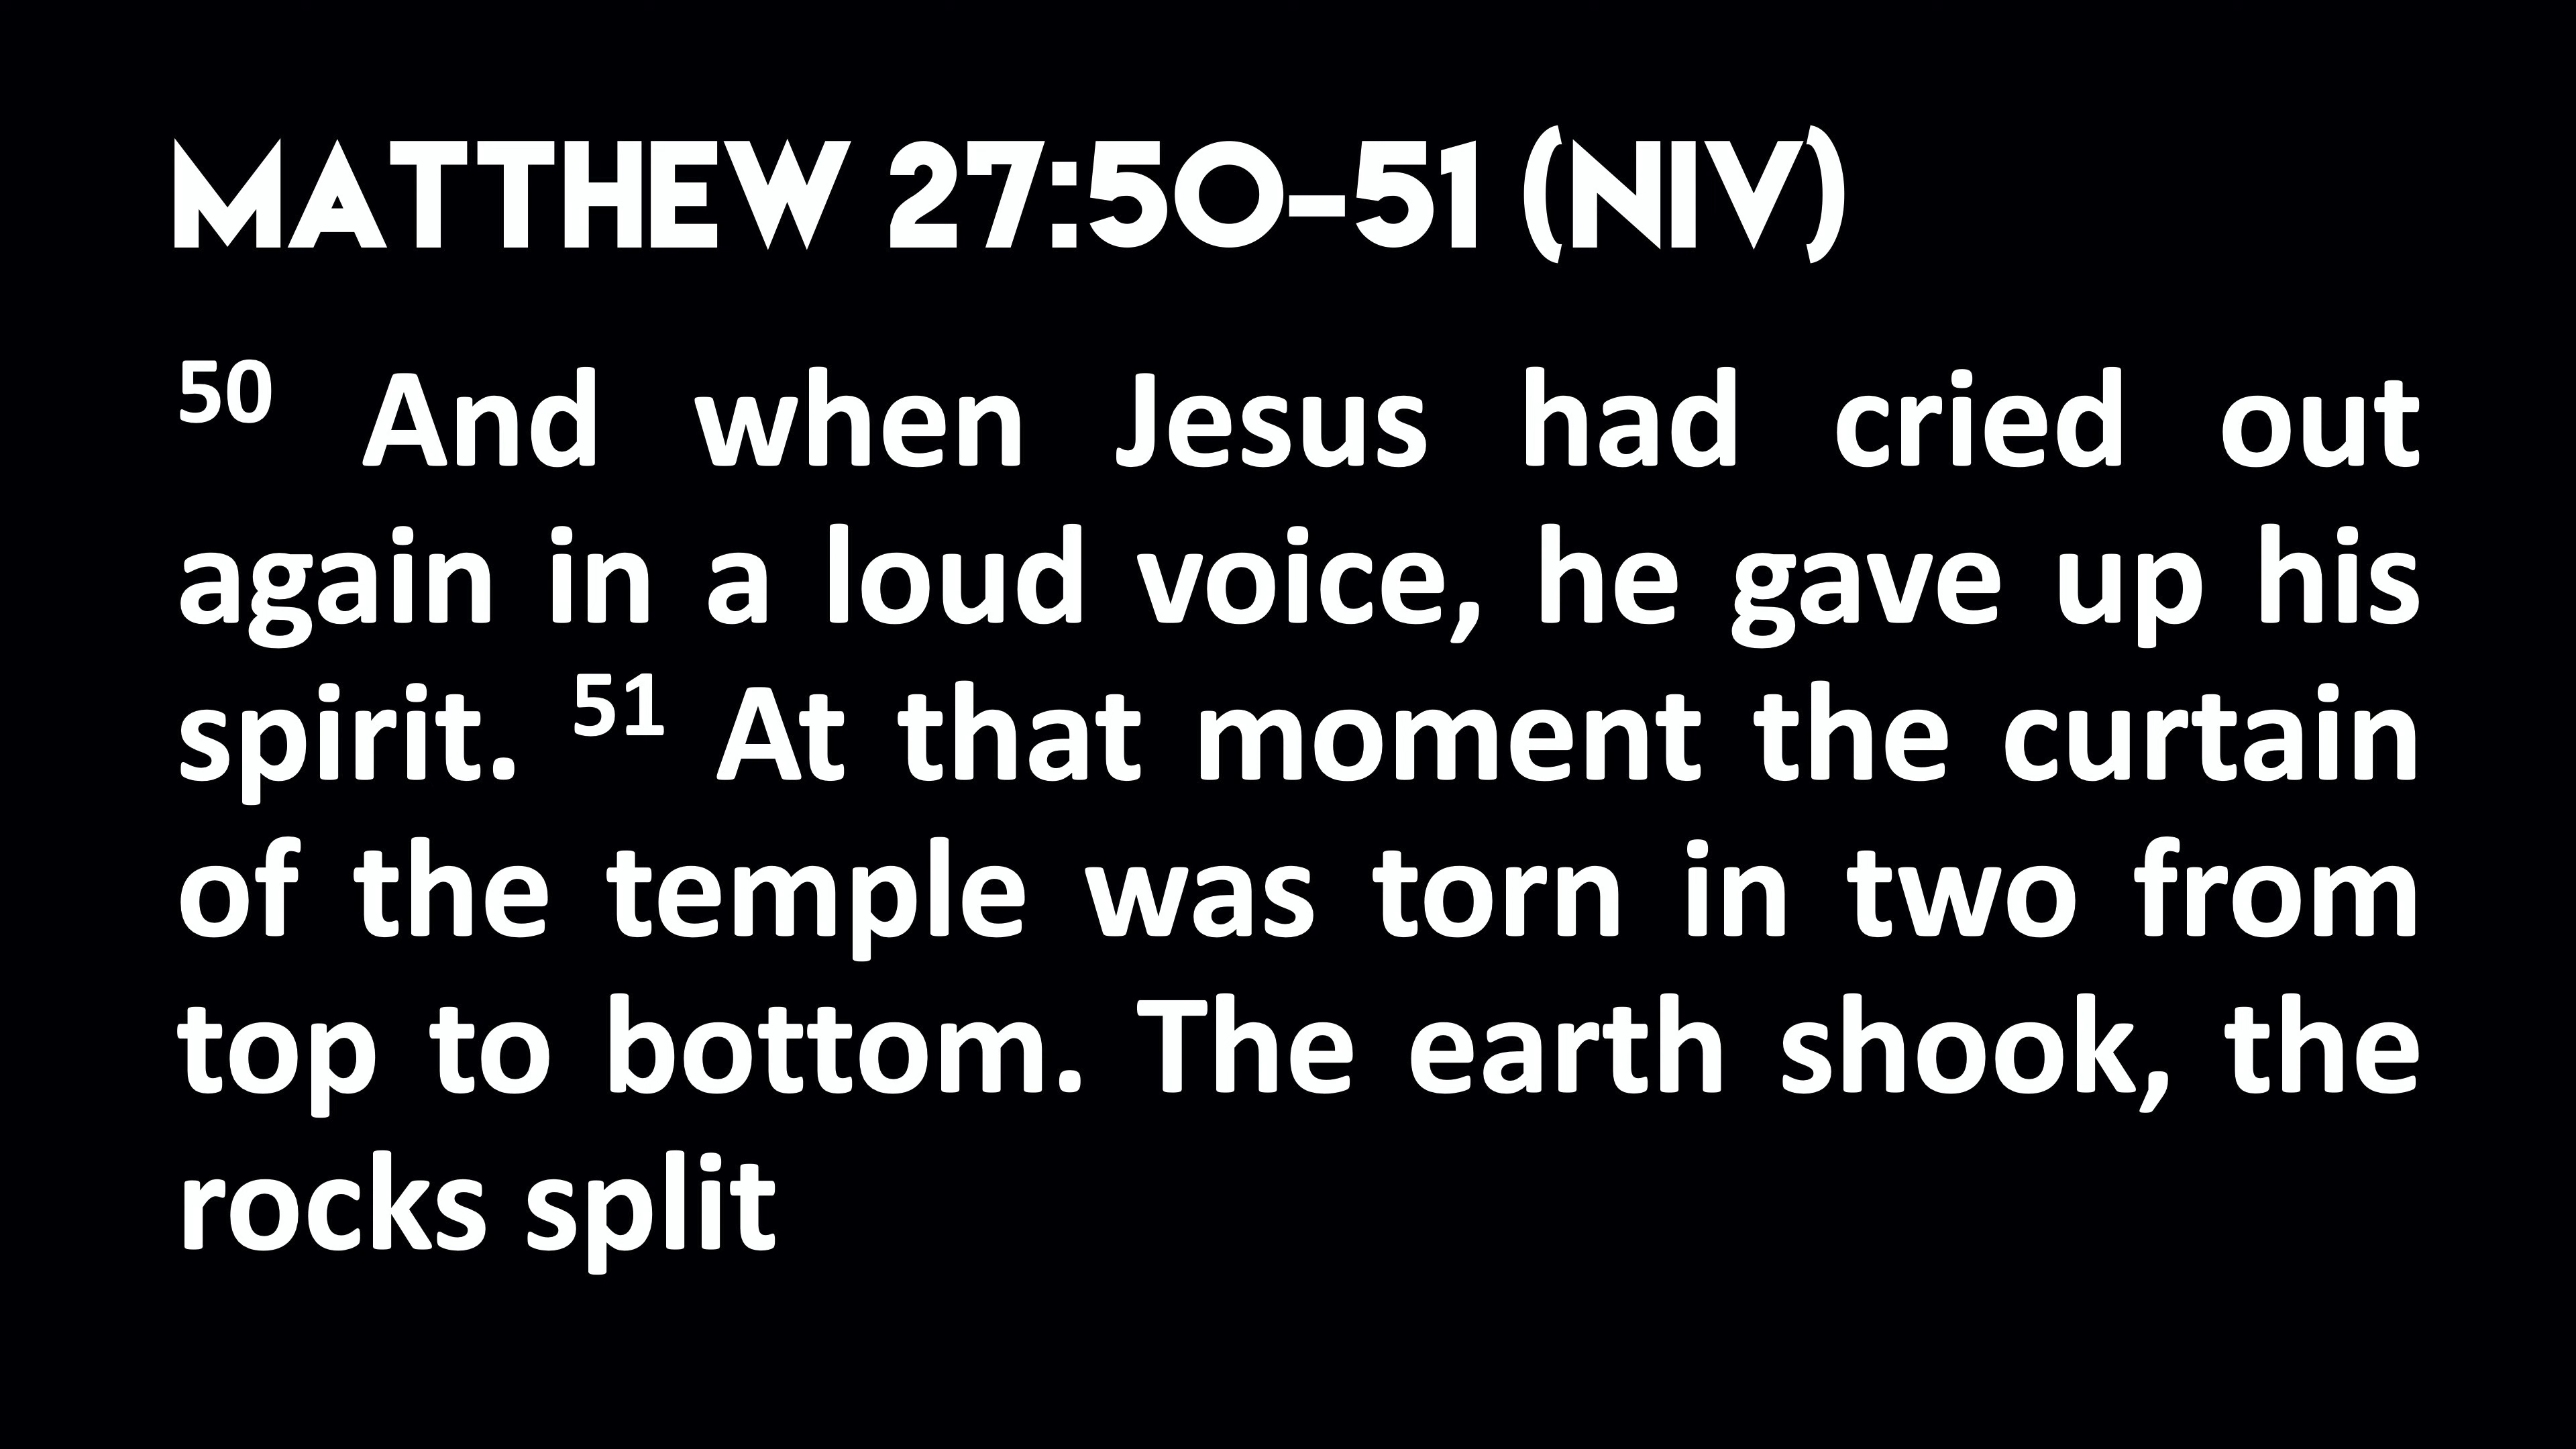 MATTHEW 27:50-51 (NIV)
50 And when Jesus had cried out
again in a loud voice, he gave up his
spirit. 51 At that moment the curtain
of the temple was torn in two from
top to bottom. The earth shook, the
rocks split